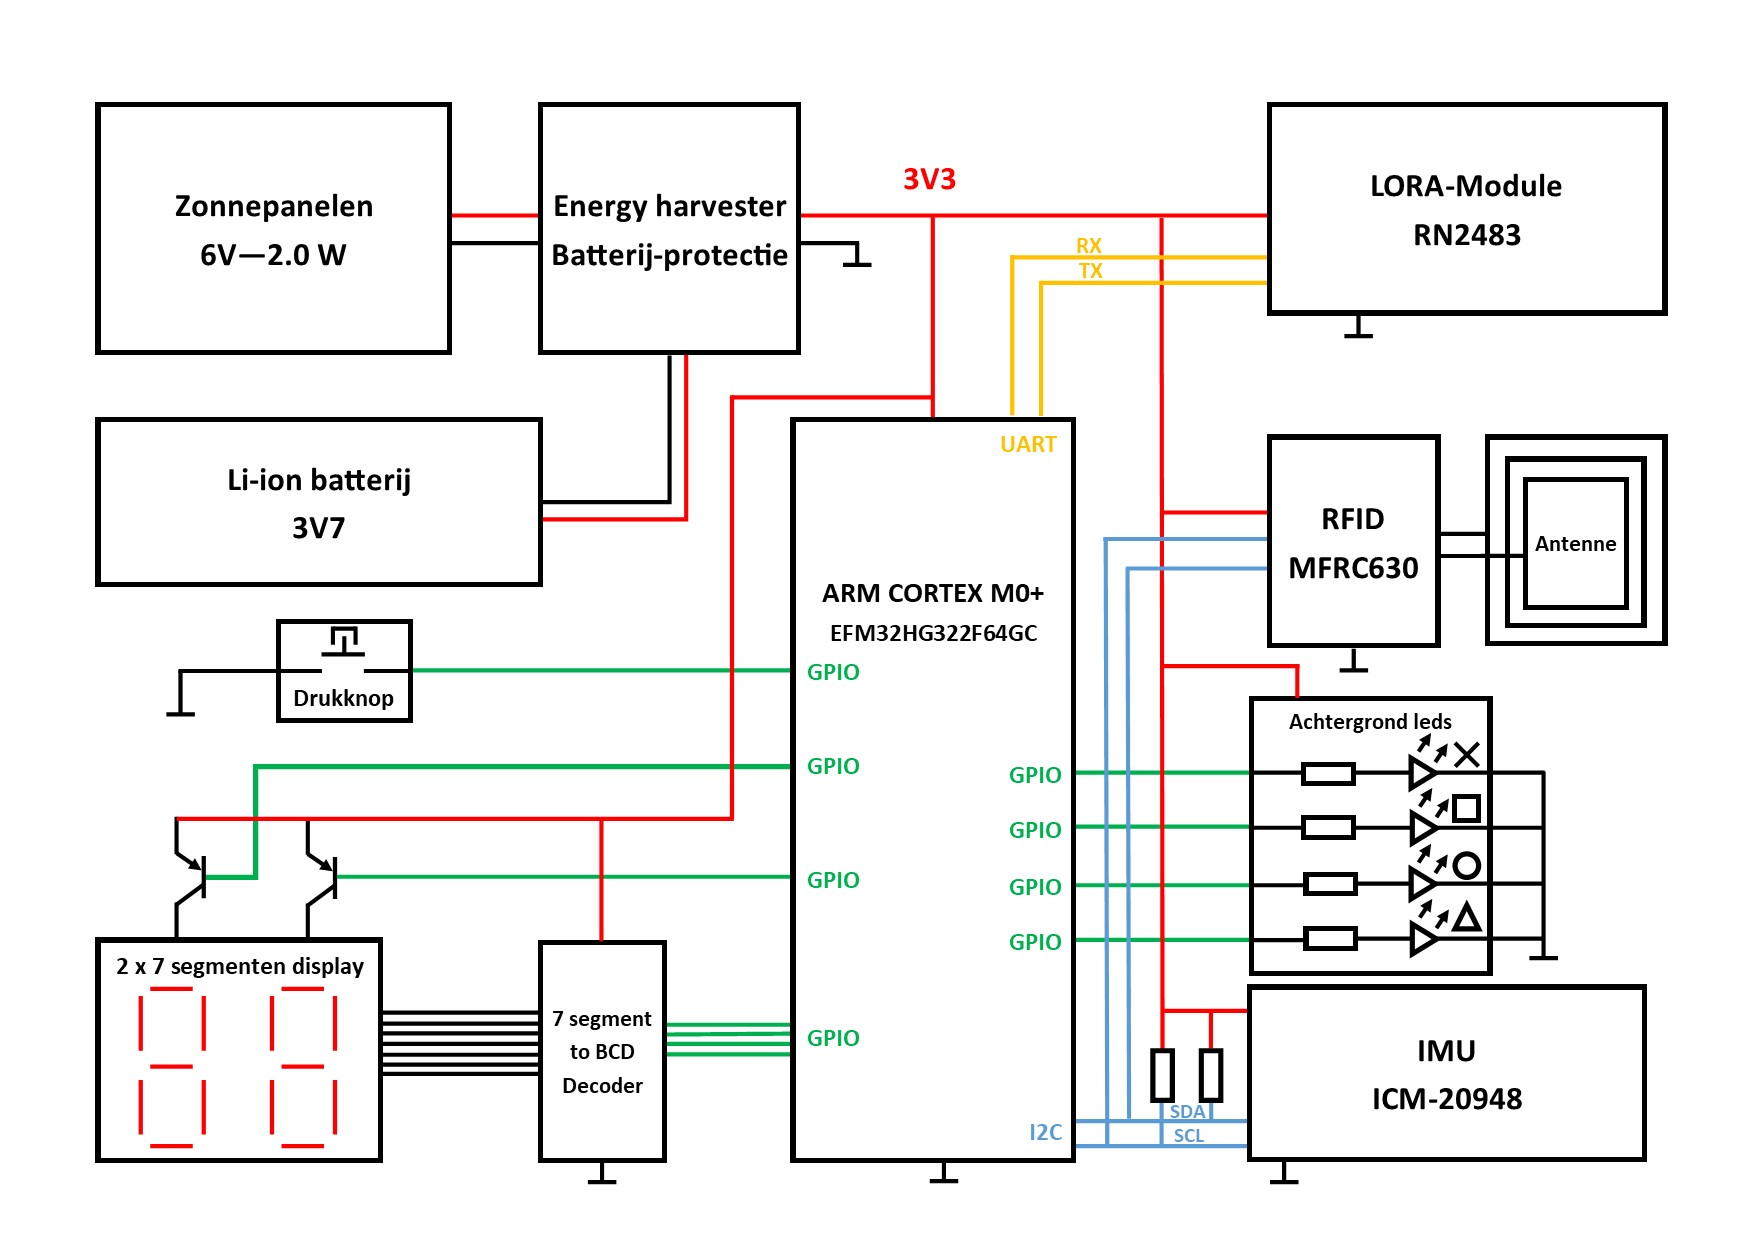 Zonnepanelen
6V—2.0 W
Energy harvester
Batterij-protectie
3V3
LORA-Module
RN2483
RX
TX
Li-ion batterij
3V7
UART
RFID
MFRC630
Antenne
ARM CORTEX M0+
EFM32HG322F64GC
GPIO
Drukknop
GPIO
GPIO
GPIO
GPIO
GPIO
GPIO
GPIO
Achtergrond leds
2 x 7 segmenten display
7 segment
to BCD
Decoder
I2C
SDA
SCL
IMU
ICM-20948